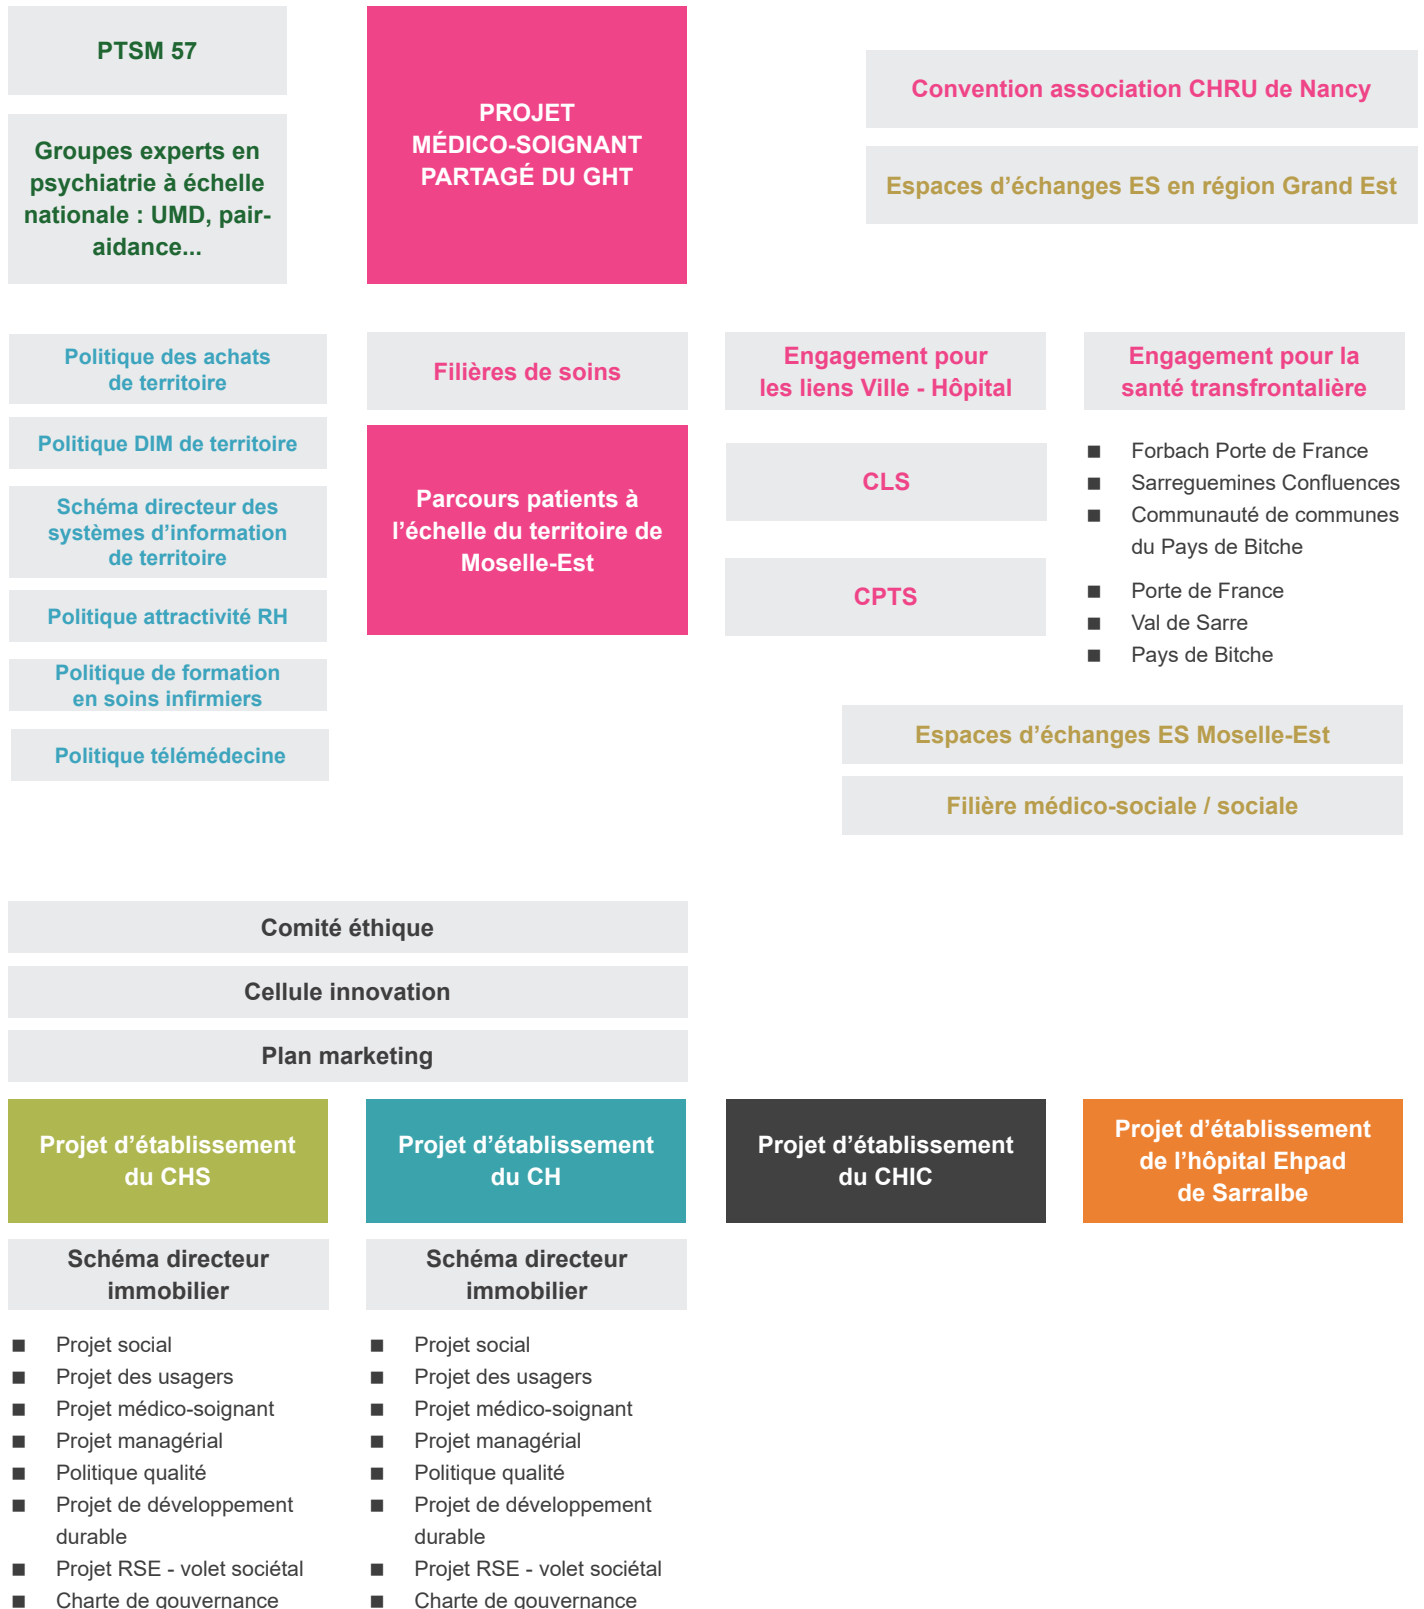 PTSM 57
Groupes experts en
psychiatrie à échelle
nationale : UMD, pair-
aidance...
PROJET
MÉDICO-SOIGNANT
PARTAGÉ DU GHT
Convention association CHRU de Nancy
Espaces d’échanges ES en région Grand Est
Politique des achats
de territoire
Politique DIM de territoire
Schéma directeur des
systèmes d’information
de territoire
Politique attractivité RH
Politique de formation
en soins infirmiers
Politique télémédecine
Filières de soins
Parcours patients à
l’échelle du territoire de
Moselle-Est
Engagement pour
les liens Ville - Hôpital
CLS
CPTS
Engagement pour la
santé transfrontalière
■ Forbach Porte de France
■ Sarreguemines Confluences
■ Communauté de communes
du Pays de Bitche
■ Porte de France
■ Val de Sarre
■ Pays de Bitche
Espaces d’échanges ES Moselle-Est
Filière médico-sociale / sociale
Comité éthique
Cellule innovation
Plan marketing
Projet d’établissement
du CHS
Schéma directeur
immobilier
■ Projet social
■ Projet des usagers
■ Projet médico-soignant
■ Projet managérial
■ Politique qualité
■ Projet de développement
durable
■ Projet RSE - volet sociétal
■ Charte de gouvernance
Projet d’établissement
du CH
Schéma directeur
immobilier
■ Projet social
■ Projet des usagers
■ Projet médico-soignant
■ Projet managérial
■ Politique qualité
■ Projet de développement
durable
■ Projet RSE - volet sociétal
■ Charte de gouvernance
Projet d’établissement
du CHIC
Projet d’établissement
de l’hôpital Ehpad
de Sarralbe